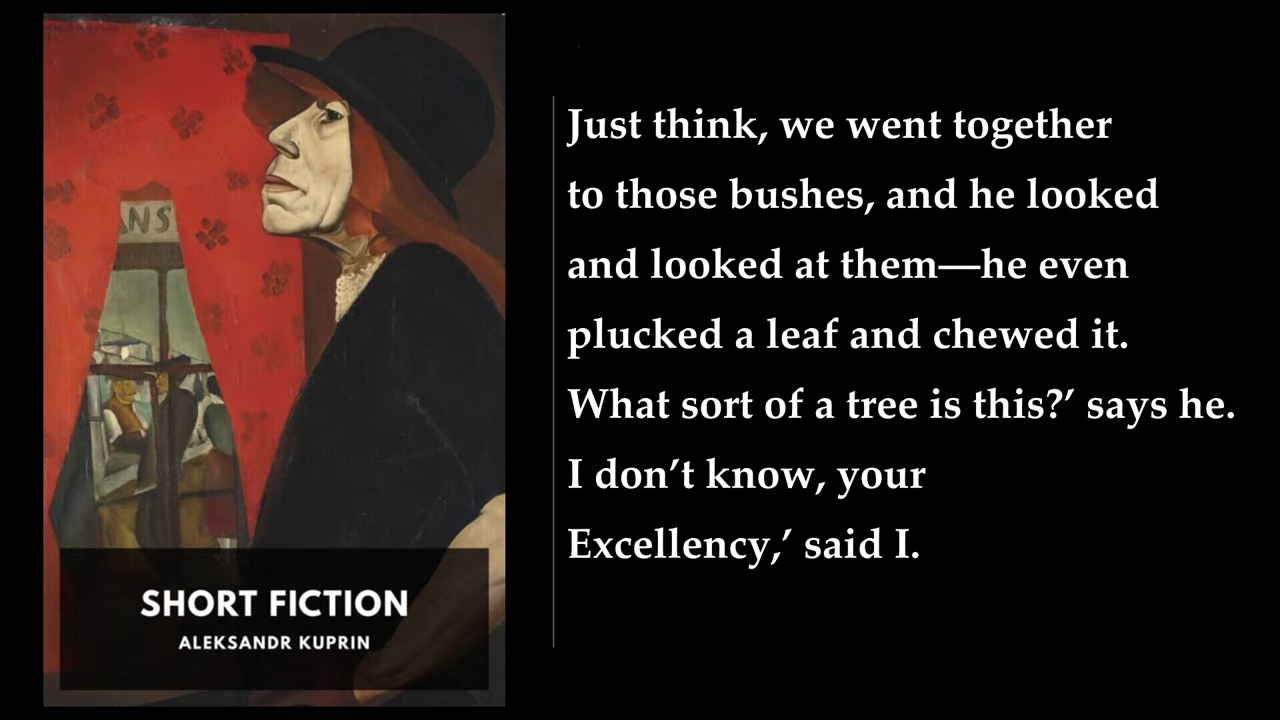 ANS
SHORT FICTION
ALEKSANDR KUPRIN
Just think, we went together
to those bushes, and he looked
and looked at them—he even
plucked a leaf and chewed it.
What sort of a tree is this?’ says he.
I don’t know, your
Excellency,’ said I.